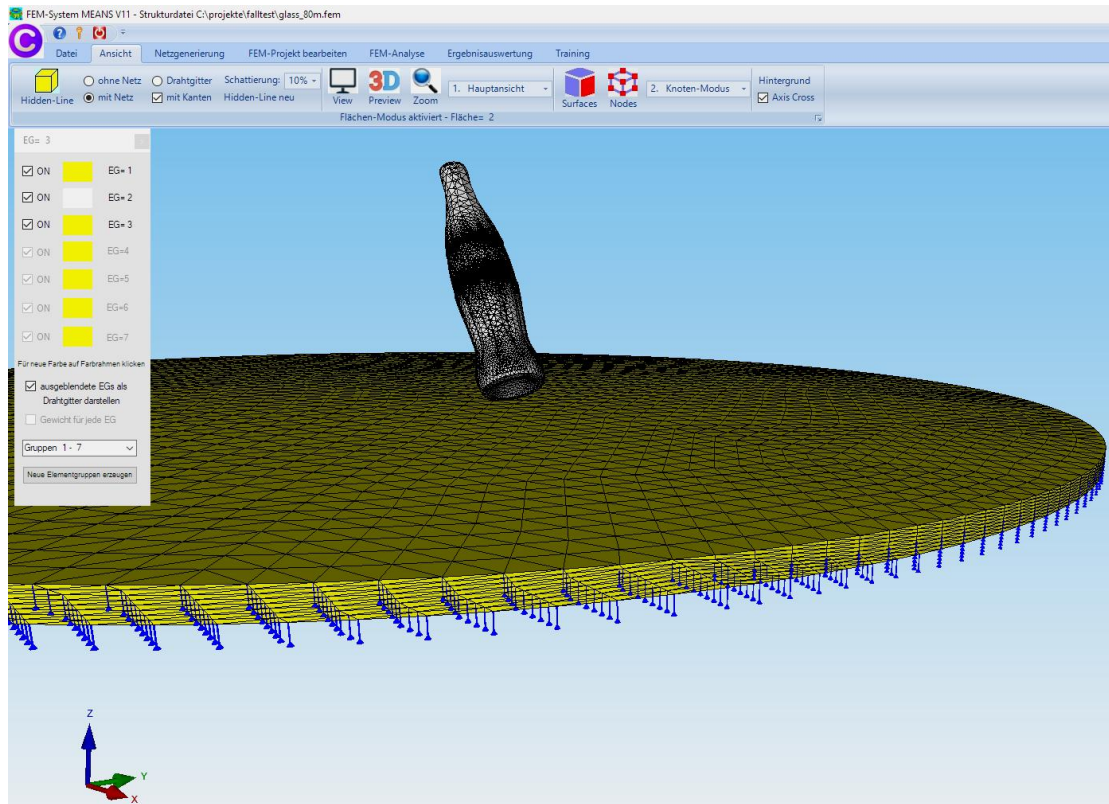 FEM-System MEANS V11 - Strukturdatei C:\projekte\falltest\glass_80m.fem
C
Datei Ansicht Netzgenerierung FEM-Projekt bearbeiten FEM-Analyse Ergebnisauswertung Training
ohne Netz Drahtgitter Schattierung: 10% Hintergrund
1. Hauptansicht 2. Knoten-Modus
Hidden-Line mit Netz mit Kanten Hidden-Line neu View 3D Preview Zoom Surfaces Nodes Axis Cross
Flächen-Modus aktiviert - Fläche= 2
EG= 3
ON EG= 1
ON EG= 2
ON EG= 3
ON EG=4
ON EG=5
ON EG=6
ON EG=7
Für neue Farbe auf Farbrahmen klicken
ausgeblendete EGs als
Drahtgitter darstellen
Gewicht für jede EG
Gruppen 1 - 7
Neue Elementgruppen erzeugen
Z
Y
X